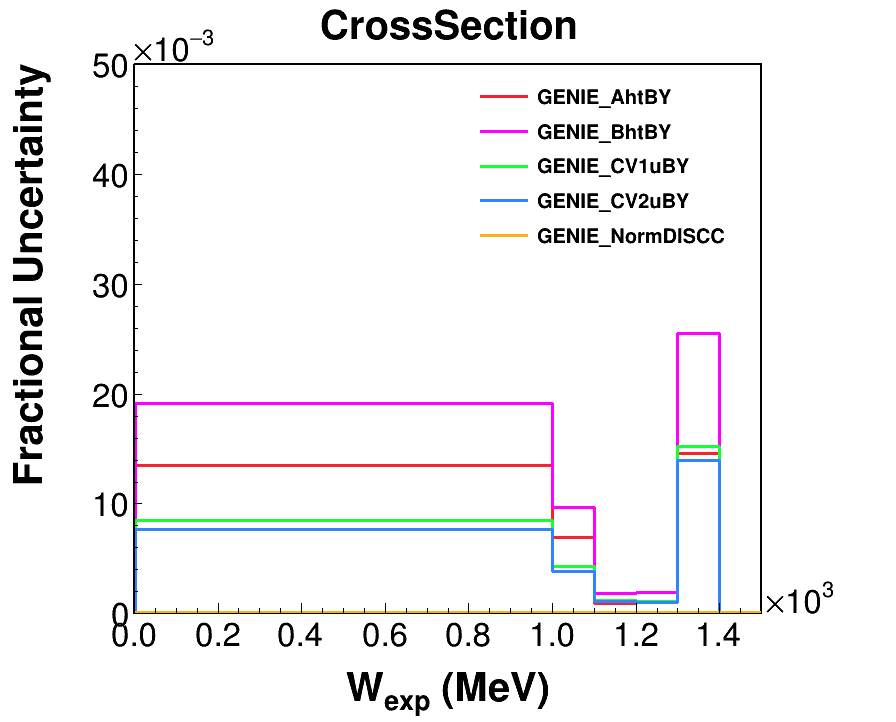 CrossSection
×10⁻³
50
40
30
20
10
0
Fractional Uncertainty
GENIE_AhtBY
GENIE_BhtBY
GENIE_CV1uBY
GENIE_CV2uBY
GENIE_NormDISCC
0.0 0.2 0.4 0.6 0.8 1.0 1.2 1.4
×10³
W_exp (MeV)